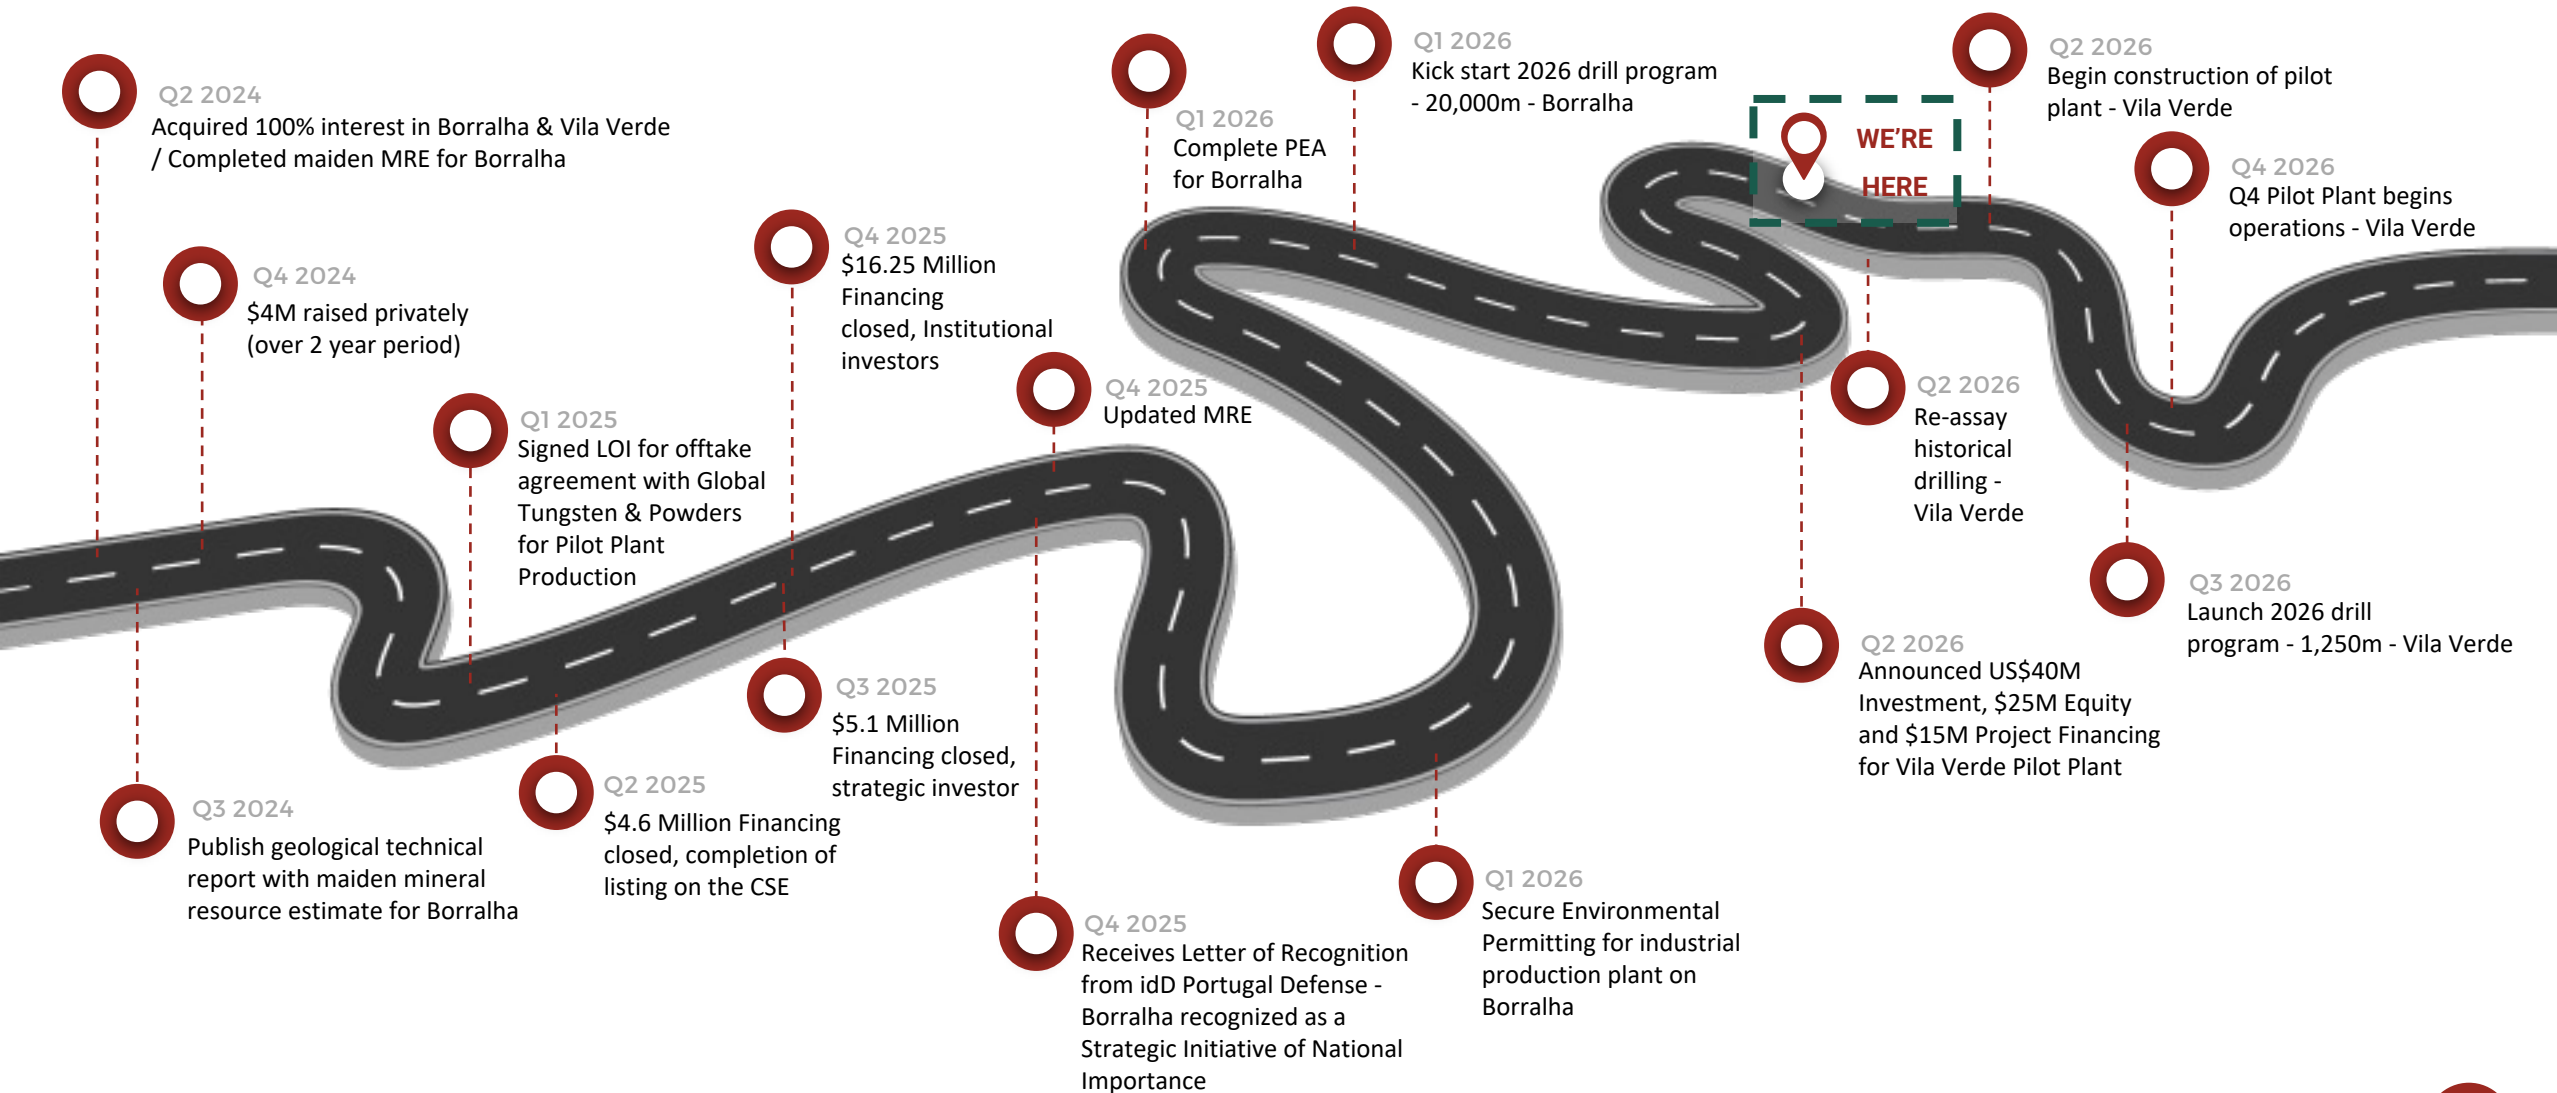 Q2 2024
Acquired 100% interest in Borralha & Vila Verde
/ Completed maiden MRE for Borralha
Q3 2024
Publish geological technical
report with maiden mineral
resource estimate for Borralha
Q4 2024
$4M raised privately
(over 2 year period)
Q1 2025
Signed LOI for offtake
agreement with Global
Tungsten & Powders
for Pilot Plant
Production
Q2 2025
$4.6 Million Financing
closed, completion of
listing on the CSE
Q3 2025
$5.1 Million
Financing closed,
strategic investor
Q4 2025
$16.25 Million
Financing
closed, Institutional
investors
Q4 2025
Receives Letter of Recognition
from idD Portugal Defense -
Borralha recognized as a
Strategic Initiative of National
Importance
Q4 2025
Updated MRE
Q1 2026
Secure Environmental
Permitting for industrial
production plant on
Borralha
Q1 2026
Complete PEA
for Borralha
Q1 2026
Kick start 2026 drill program
- 20,000m - Borralha
Q2 2026
Announced US$40M
Investment, $25M Equity
and $15M Project Financing
for Vila Verde Pilot Plant
WE'RE
HERE
Q2 2026
Re-assay
historical
drilling -
Vila Verde
Q2 2026
Begin construction of pilot
plant - Vila Verde
Q3 2026
Launch 2026 drill
program - 1,250m - Vila Verde
Q4 2026
Q4 Pilot Plant begins
operations - Vila Verde